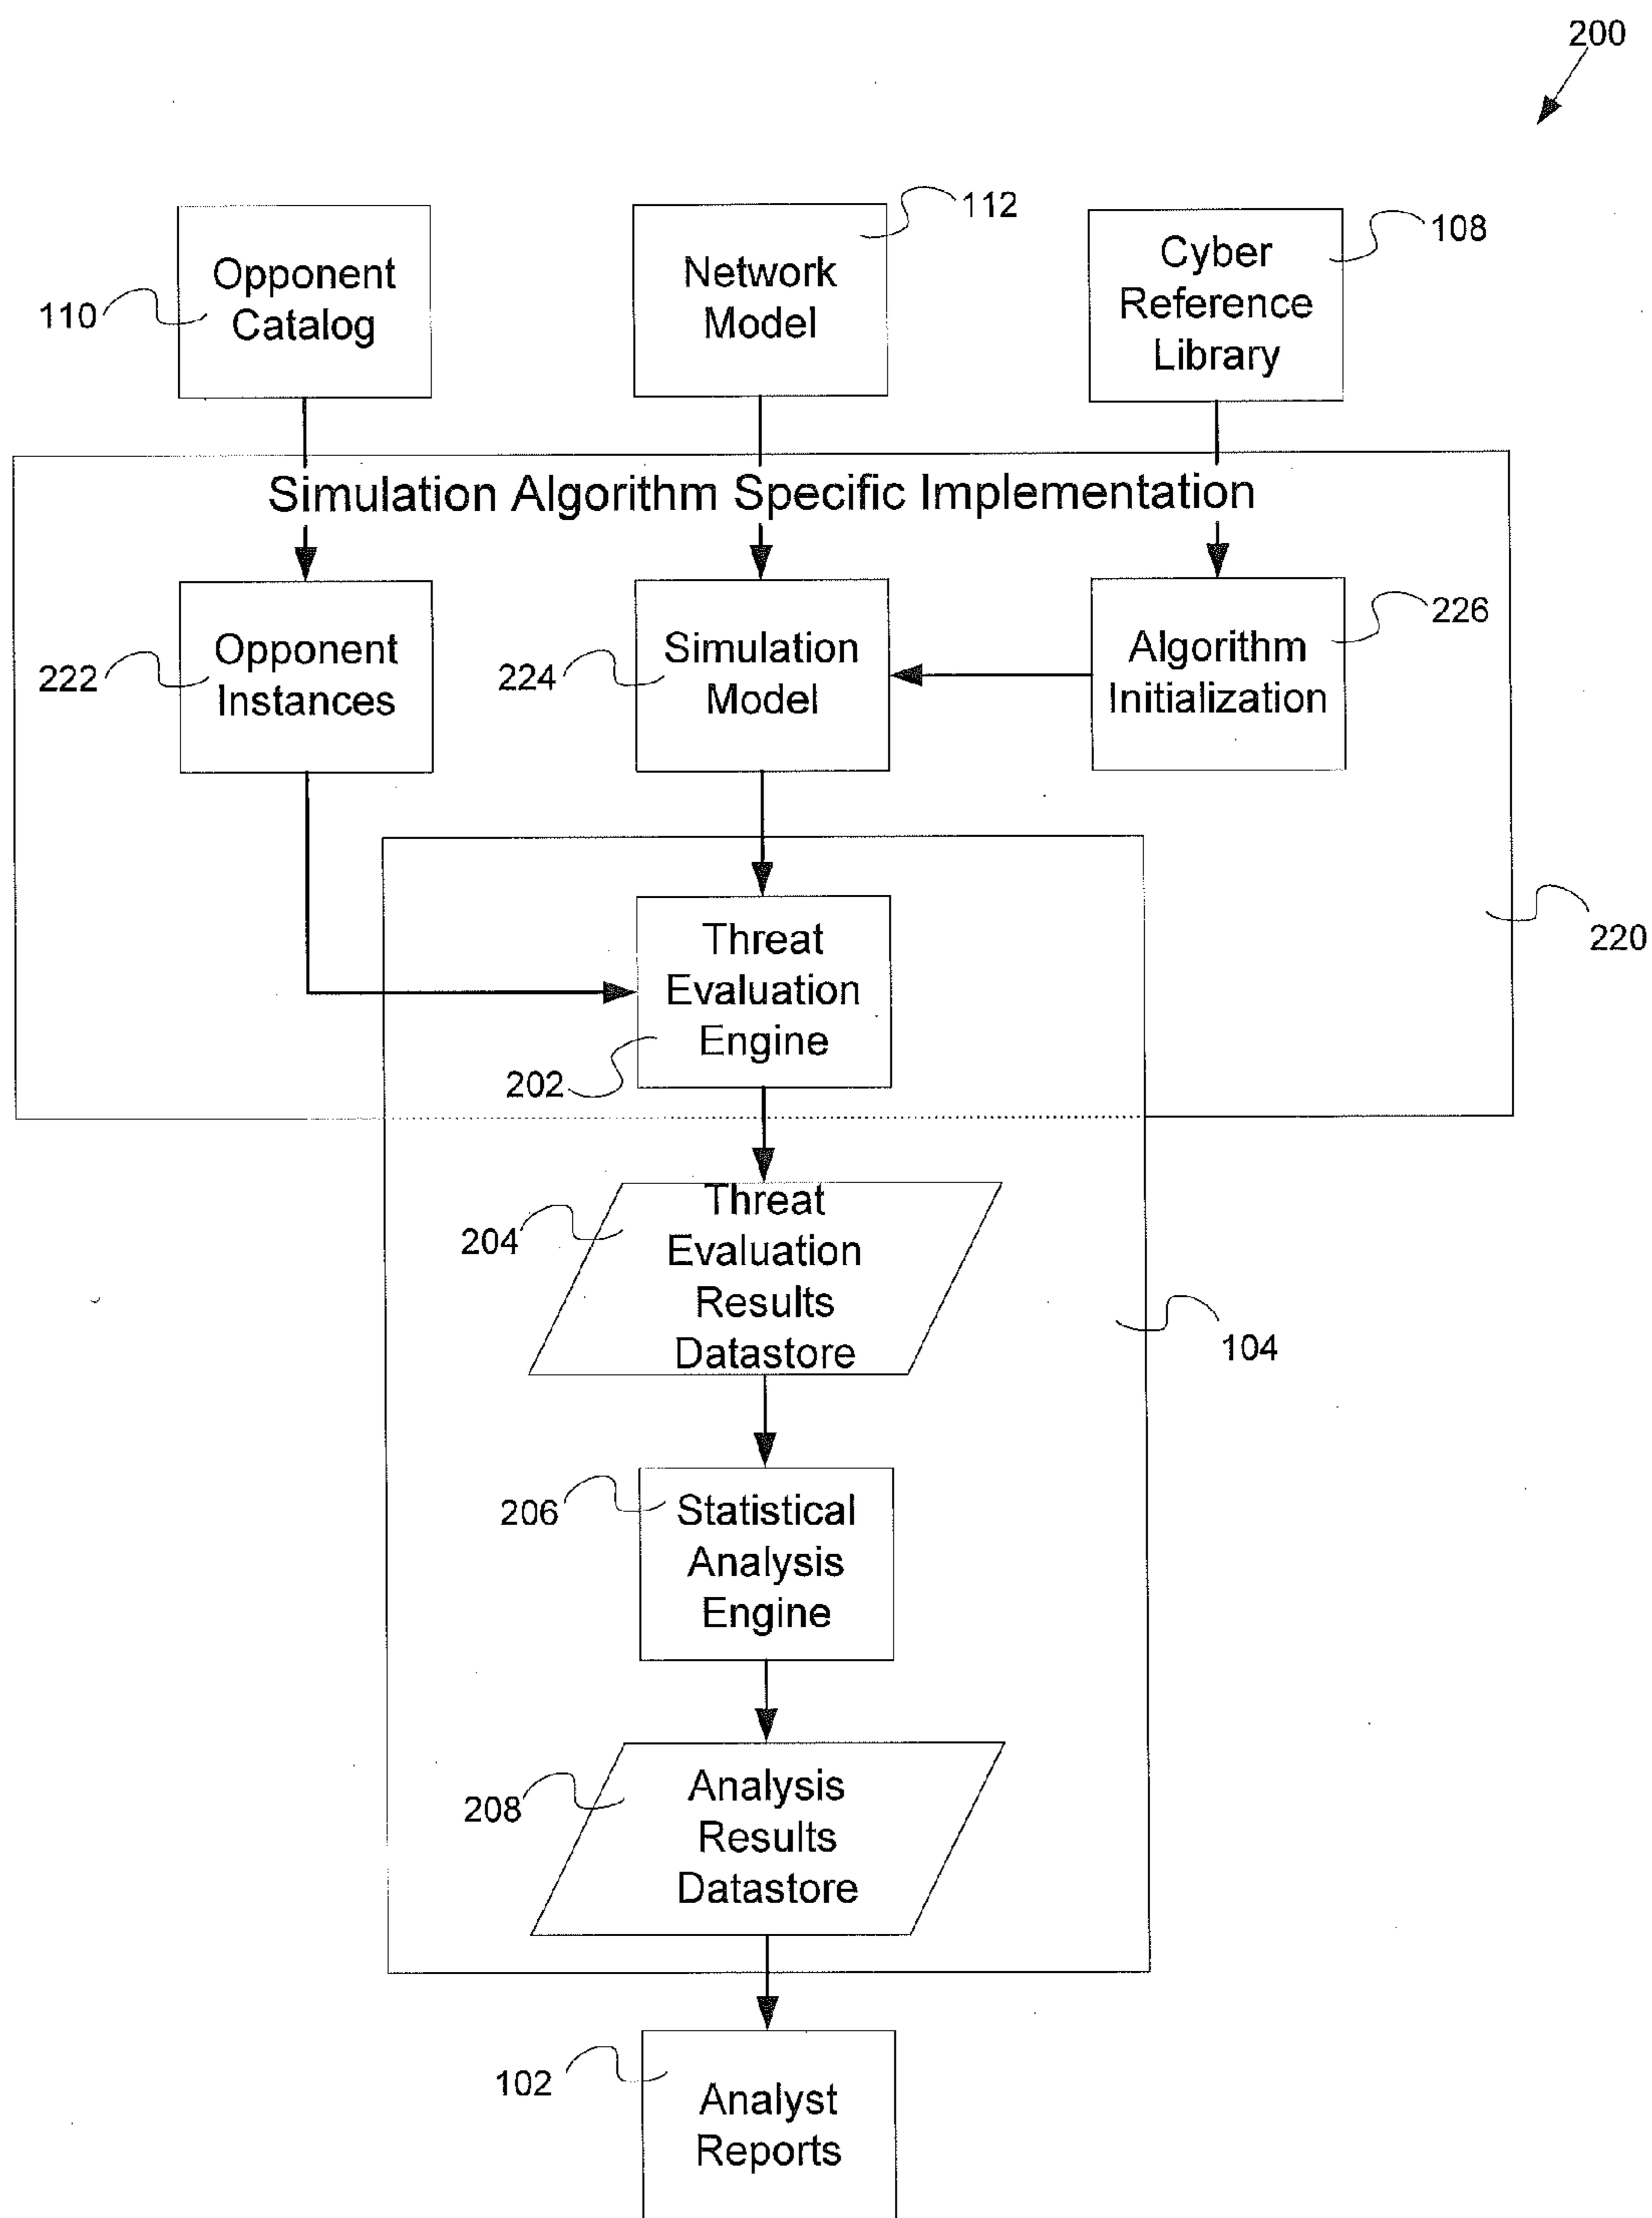 200
112
108
110
Opponent
Catalog
Network
Model
Cyber
Reference
Library
Simulation Algorithm Specific Implementation
222
Opponent
Instances
224
Simulation
Model
226
Algorithm
Initialization
220
Threat
Evaluation
Engine
202
204
Threat
Evaluation
Results
Datastore
104
206
Statistical
Analysis
Engine
208
Analysis
Results
Datastore
102
Analyst
Reports